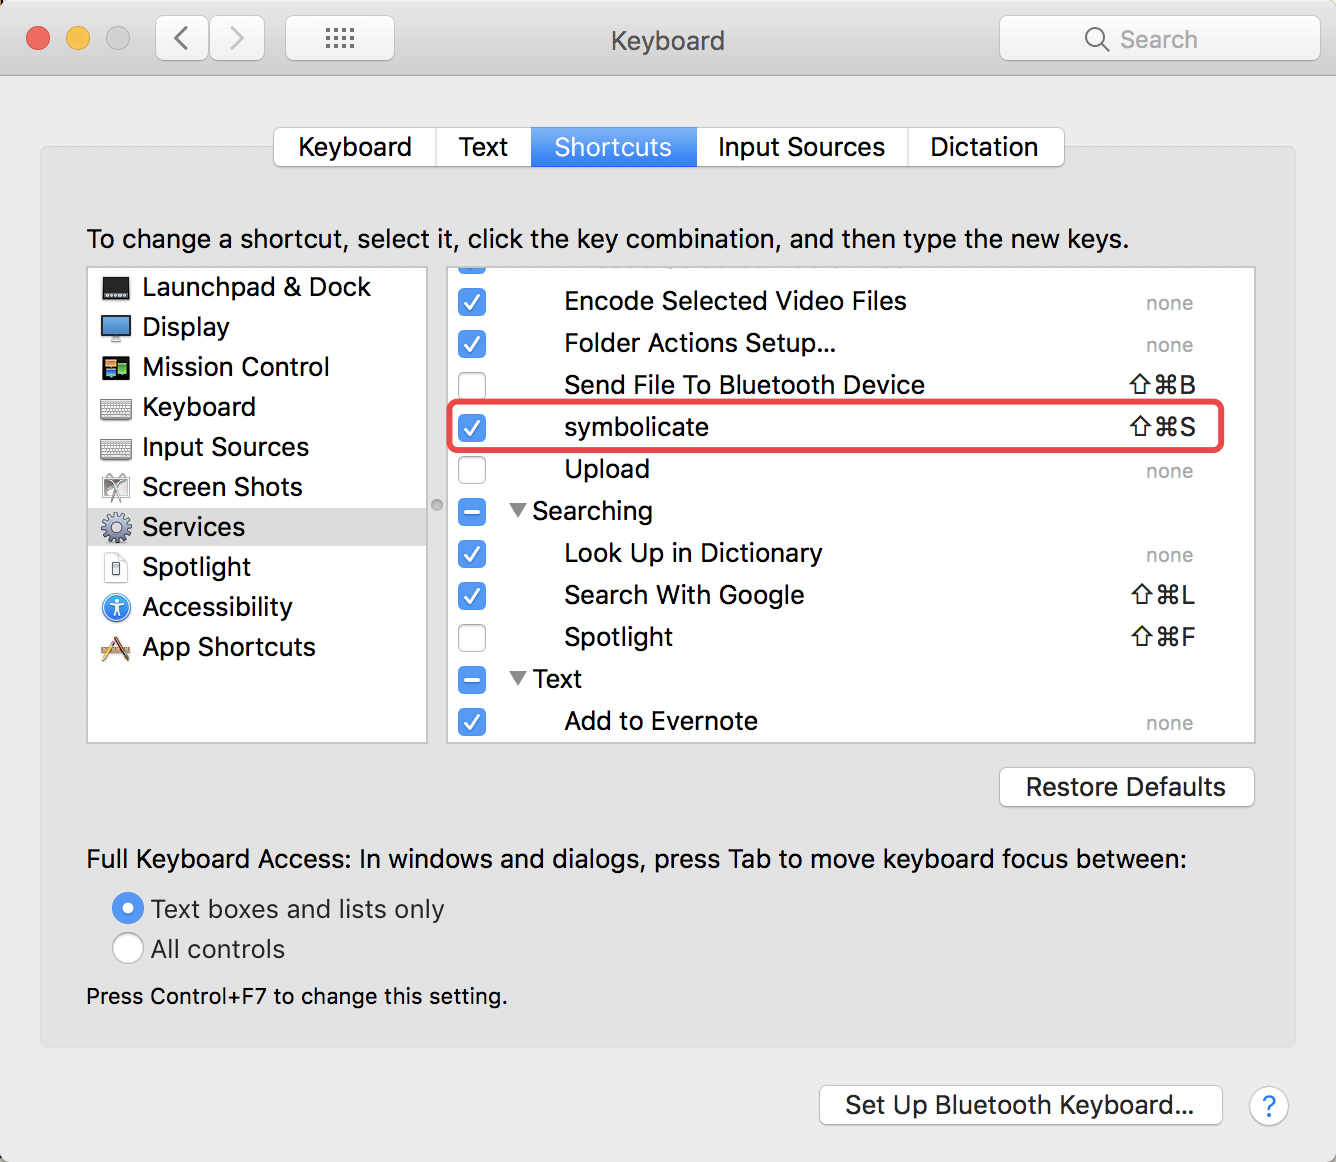 Keyboard
Search
Keyboard
Text
Shortcuts
Input Sources
Dictation
To change a shortcut, select it, click the key combination, and then type the new keys.
Launchpad & Dock
Display
Mission Control
Keyboard
Input Sources
Screen Shots
Services
Spotlight
Accessibility
App Shortcuts
Encode Selected Video Files none
Folder Actions Setup... none
Send File To Bluetooth Device ⇧⌘B
symbolicate ⇧⌘S
Upload none
Searching
Look Up in Dictionary none
Search With Google ⇧⌘L
Spotlight ⇧⌘F
Text
Add to Evernote none
Restore Defaults
Full Keyboard Access: In windows and dialogs, press Tab to move keyboard focus between:
Text boxes and lists only
All controls
Press Control+F7 to change this setting.
Set Up Bluetooth Keyboard... ?